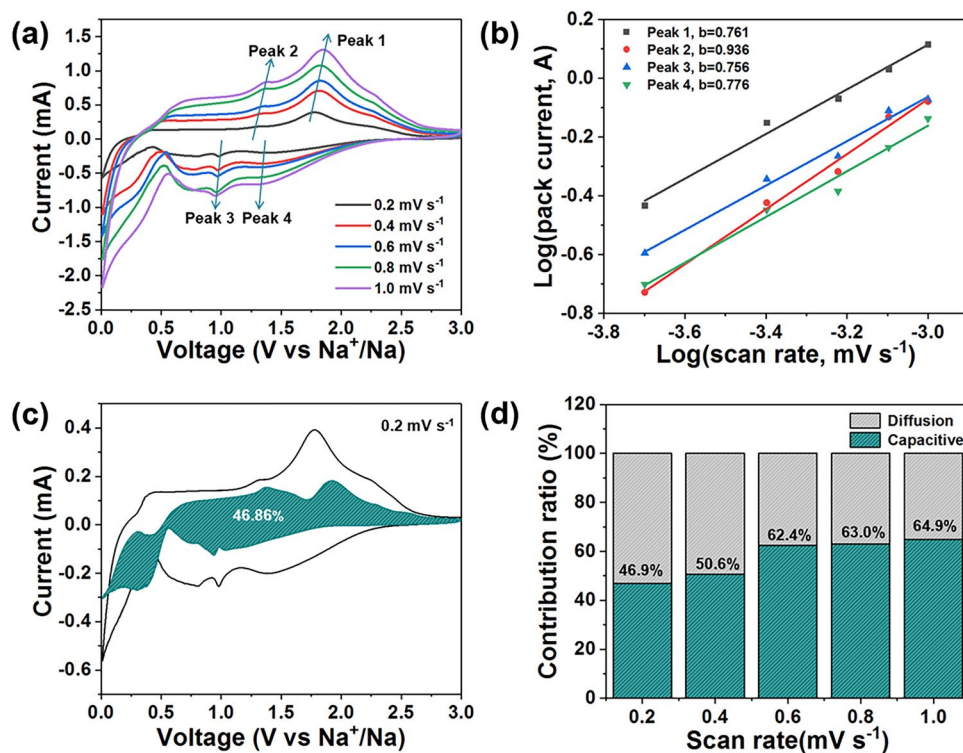 (a)
1.5
1.0
0.5
0.0
-0.5
-1.0
-1.5
-2.0
-2.5
Current (mA)
Peak 2
Peak 1
Peak 3
Peak 4
0.2 mV s⁻¹
0.4 mV s⁻¹
0.6 mV s⁻¹
0.8 mV s⁻¹
1.0 mV s⁻¹
0.0 0.5 1.0 1.5 2.0 2.5 3.0
Voltage (V vs Na⁺/Na)
(b)
0.2
0.0
-0.2
-0.4
-0.6
-0.8
Log(pack current, A)
Peak 1, b=0.761
Peak 2, b=0.936
Peak 3, b=0.756
Peak 4, b=0.776
-3.8 -3.6 -3.4 -3.2 -3.0
Log(scan rate, mV s⁻¹)
(c)
0.4
0.2
0.0
-0.2
-0.4
-0.6
Current (mA)
0.2 mV s⁻¹
46.86%
0.0 0.5 1.0 1.5 2.0 2.5 3.0
Voltage (V vs Na⁺/Na)
(d)
120
100
80
60
40
20
0
Contribution ratio (%)
Diffusion
Capacitive
46.9% 50.6% 62.4% 63.0% 64.9%
0.2 0.4 0.6 0.8 1.0
Scan rate(mV s⁻¹)